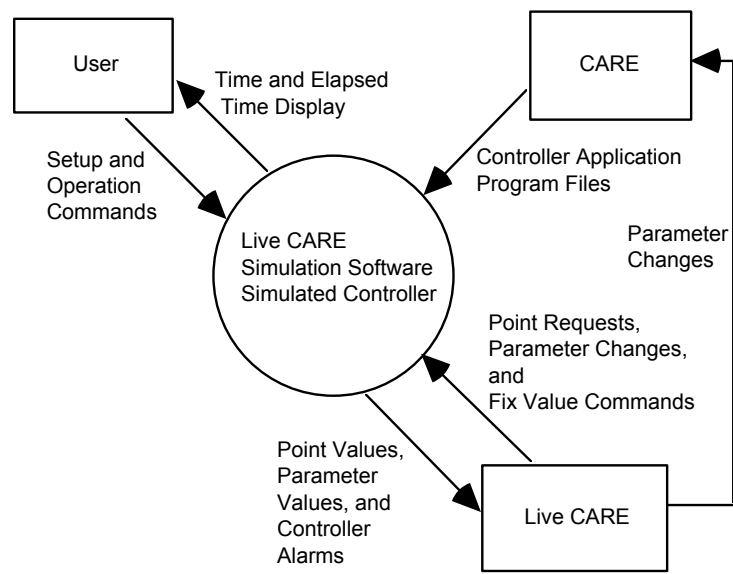 User
CARE
Time and Elapsed
Time Display
Setup and
Operation
Commands
Controller Application
Program Files
Live CARE
Simulation Software
Simulated Controller
Parameter
Changes
Point Requests,
Parameter Changes,
and
Fix Value Commands
Point Values,
Parameter
Values, and
Controller
Alarms
Live CARE